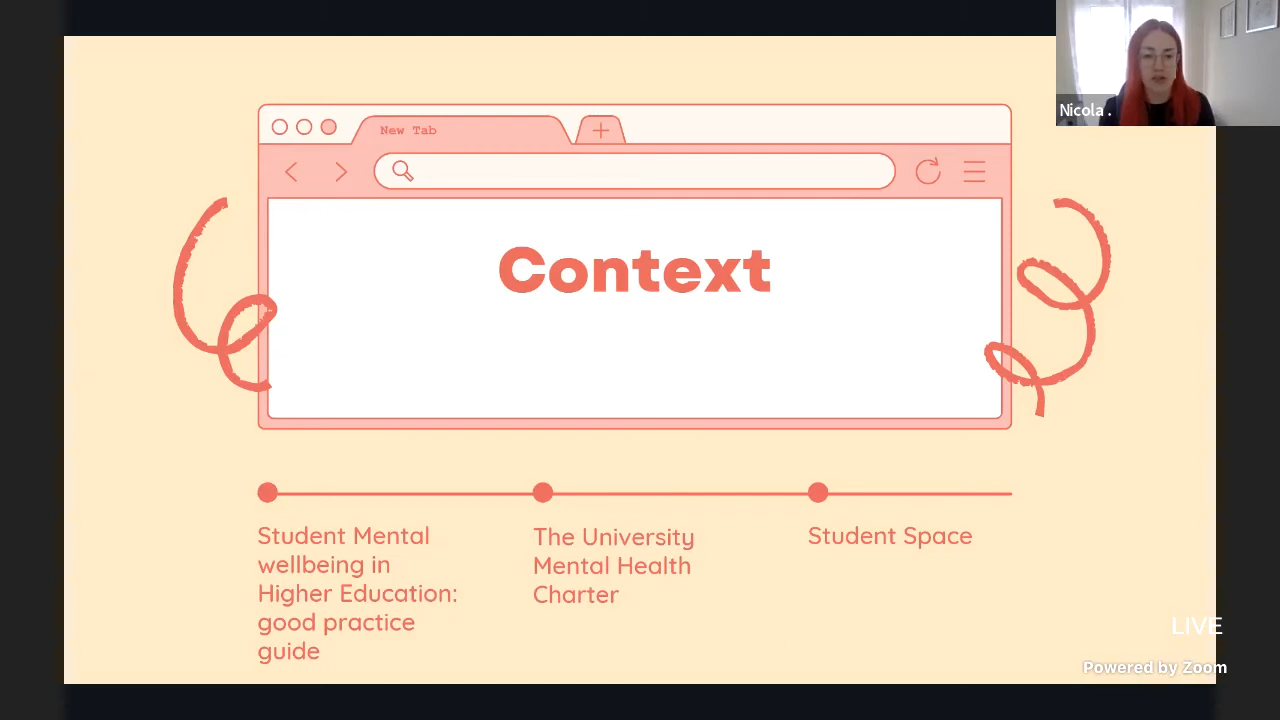 Nicola .
New Tab
Context
Student Mental
wellbeing in
Higher Education:
good practice
guide
The University
Mental Health
Charter
Student Space
LIVE
Powered by Zoom